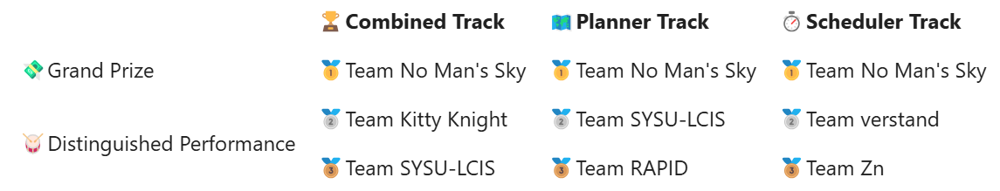 Combined Track Planner Track Scheduler Track
Grand Prize Team No Man's Sky Team No Man's Sky Team No Man's Sky
Team Kitty Knight Team SYSU-LCIS Team verstand
Distinguished Performance
Team SYSU-LCIS Team RAPID Team Zn